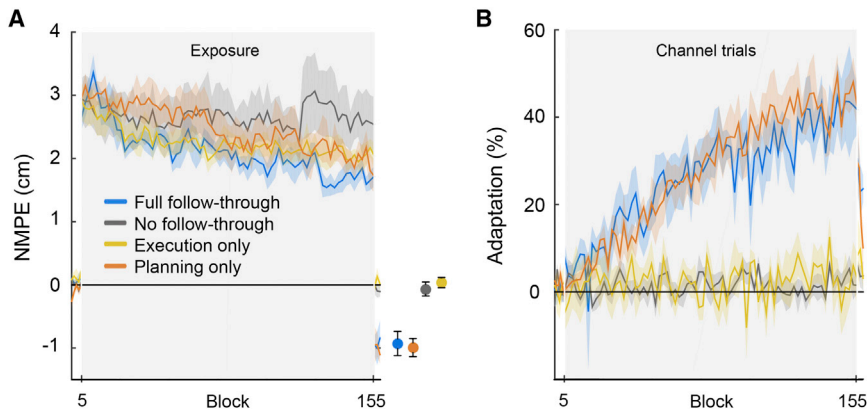 A
NMPE (cm)
4
3
2
1
0
-1
Exposure
Full follow-through
No follow-through
Execution only
Planning only
5
Block
155
B
Adaptation (%)
60
40
20
0
Channel trials
5
Block
155